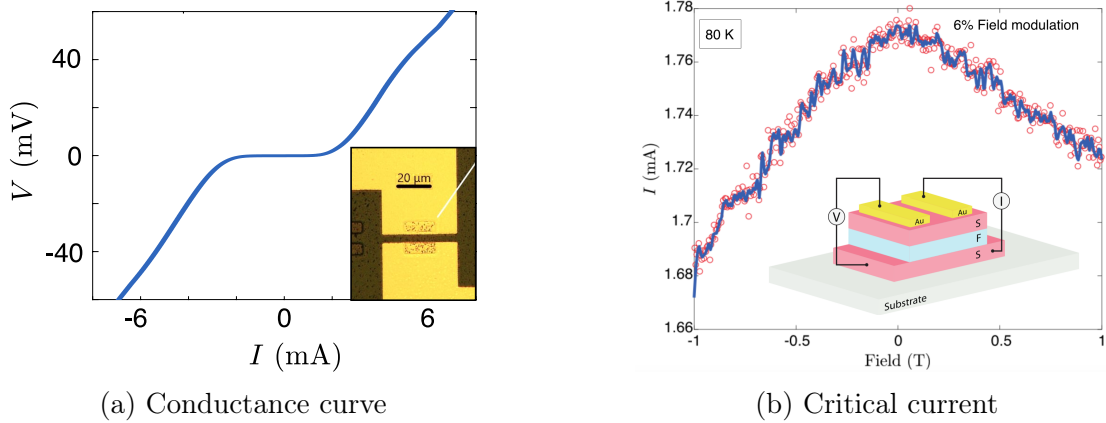 40
0
-40
V (mV)
-6
0
6
I (mA)
20 μm
(a) Conductance curve
1.78
1.76
1.74
1.72
1.7
1.68
1.66
I (mA)
80 K
6% Field modulation
V
I
Au
Au
S
F
S
Substrate
-1
-0.5
0
0.5
1
Field (T)
(b) Critical current